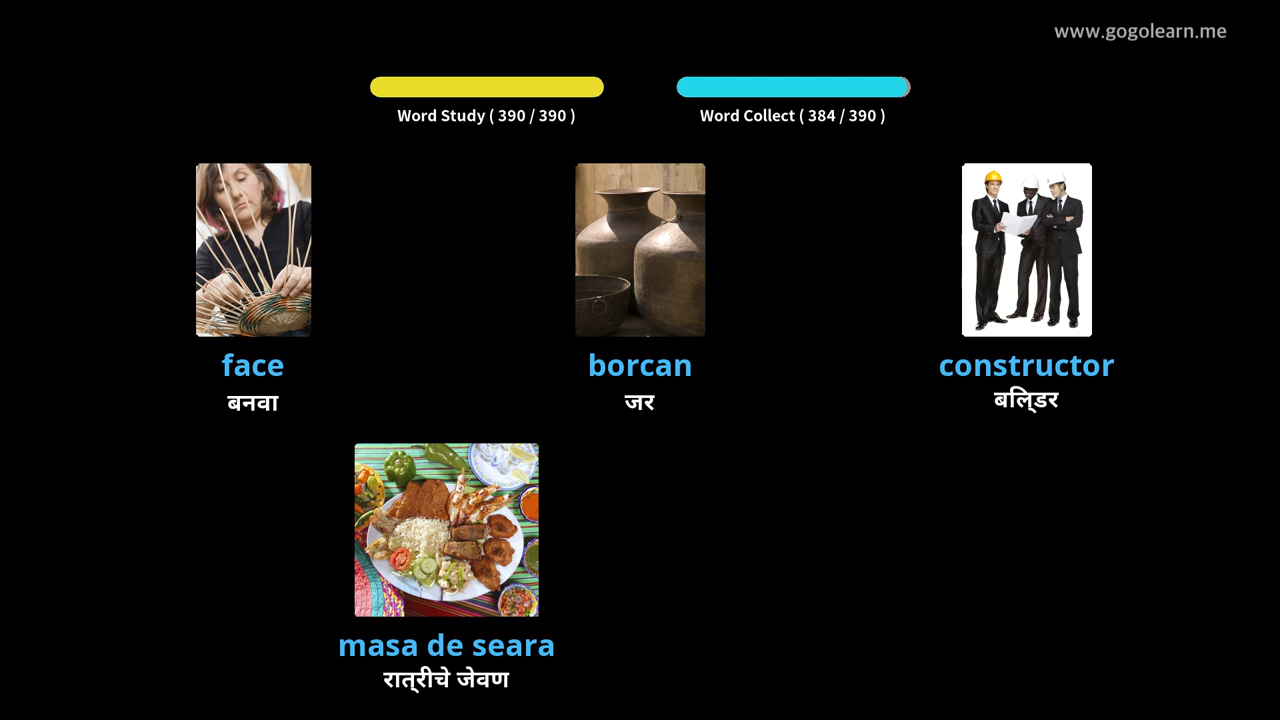 www.gogolearn.me
Word Study ( 390 / 390 )
Word Collect ( 384 / 390 )
face
बनवा
borcan
जर
constructor
बिल्डर
masa de seara
रात्रीचे जेवण